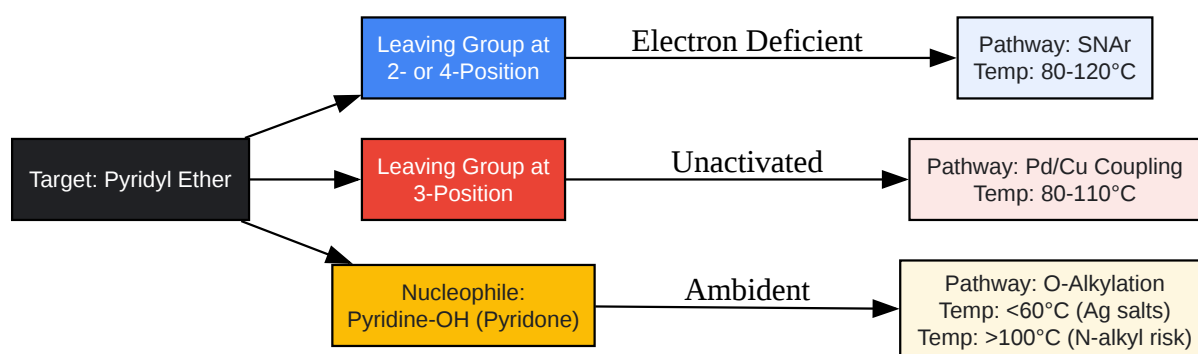 Leaving Group at
2- or 4-Position
Electron Deficient
Pathway: SNAr
Temp: 80-120°C
Target: Pyridyl Ether
Leaving Group at
3-Position
Unactivated
Pathway: Pd/Cu Coupling
Temp: 80-110°C
Nucleophile:
Pyridine-OH (Pyridone)
Ambident
Pathway: O-Alkylation
Temp: <60°C (Ag salts)
Temp: >100°C (N-alkyl risk)